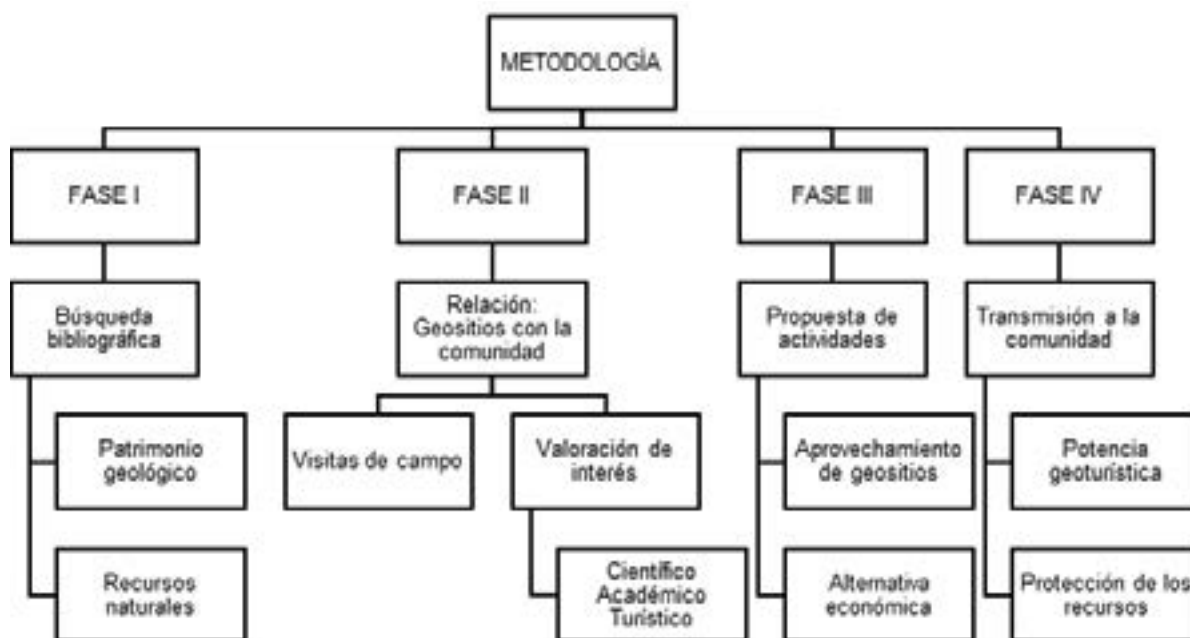 METODOLOGÍA
FASE I
FASE II
FASE III
FASE IV
Búsqueda
bibliográfica
Relación:
Geositios con la
comunidad
Propuesta de
actividades
Transmisión a la
comunidad
Patrimonio
geológico
Visitas de campo
Valoración de
interés
Aprovechamiento
de geositios
Potencia
geoturística
Recursos
naturales
Científico
Académico
Turístico
Alternativa
económica
Protección de los
recursos